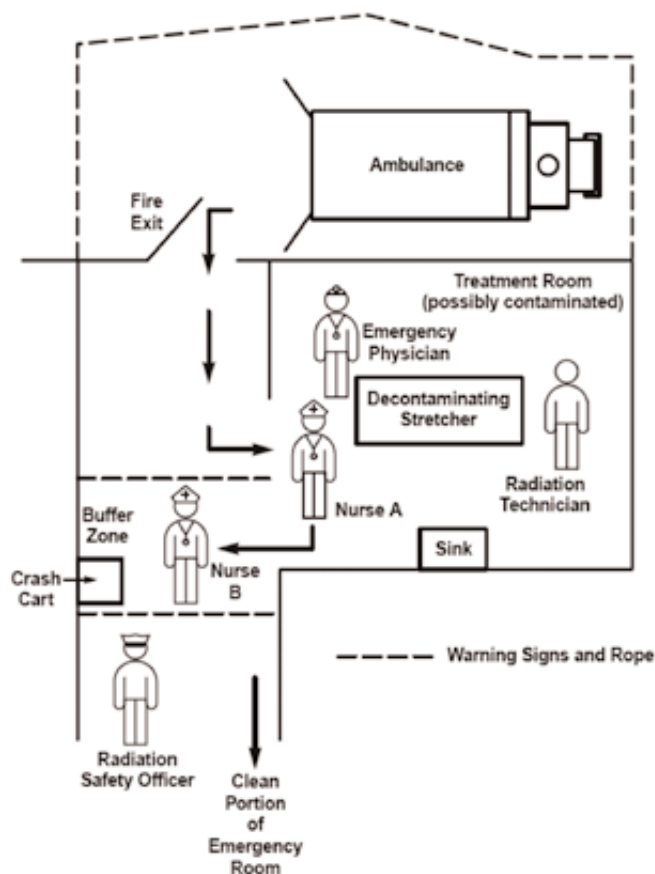 Ambulance
Fire
Exit
Treatment Room
(possibly contaminated)
Emergency
Physician
Decontaminating
Stretcher
Radiation
Technician
Nurse A
Buffer
Zone
Nurse
B
Sink
Crash
Cart
Warning Signs and Rope
Radiation
Safety Officer
Clean
Portion
of
Emergency
Room